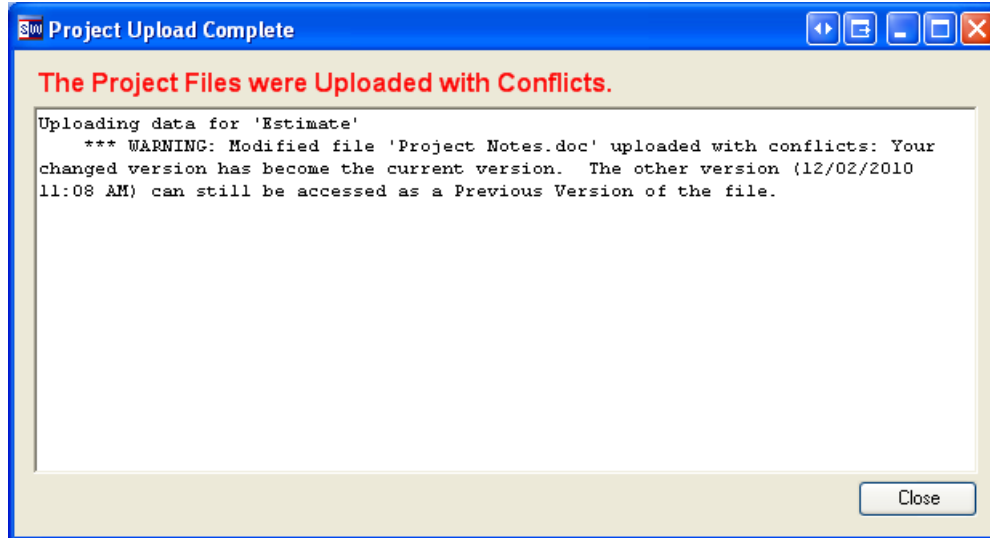 SW Project Upload Complete
The Project Files were Uploaded with Conflicts.
Uploading data for 'Estimate'
*** WARNING: Modified file 'Project Notes.doc' uploaded with conflicts: Your
changed version has become the current version.  The other version (12/02/2010
11:08 AM) can still be accessed as a Previous Version of the file.
Close